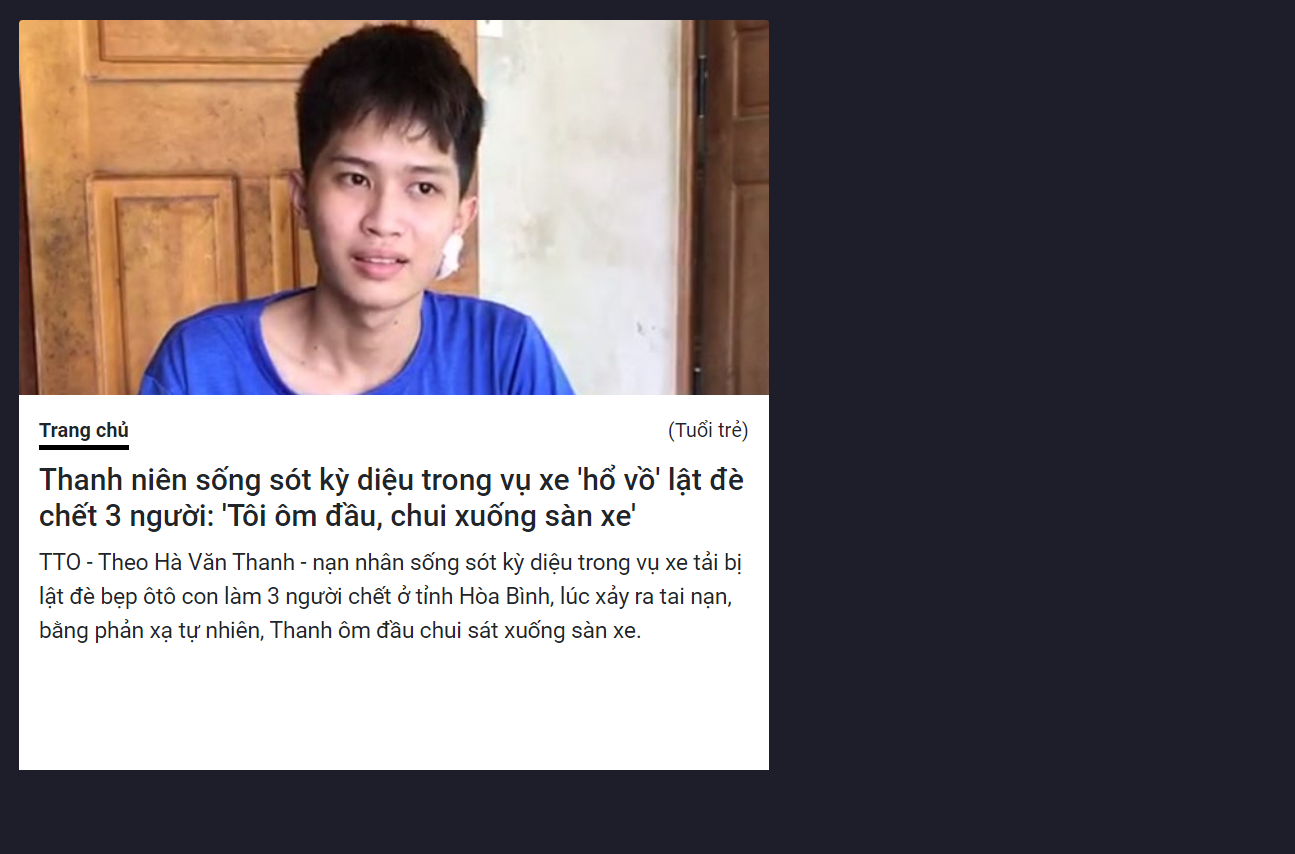 Trang chủ
(Tuổi trẻ)
Thanh niên sống sót kỳ diệu trong vụ xe 'hổ vồ' lật đè
chết 3 người: 'Tôi ôm đầu, chui xuống sàn xe'
TTO - Theo Hà Văn Thanh - nạn nhân sống sót kỳ diệu trong vụ xe tải bị
lật đè bẹp ôtô con làm 3 người chết ở tỉnh Hòa Bình, lúc xảy ra tai nạn,
bằng phản xạ tự nhiên, Thanh ôm đầu chui sát xuống sàn xe.